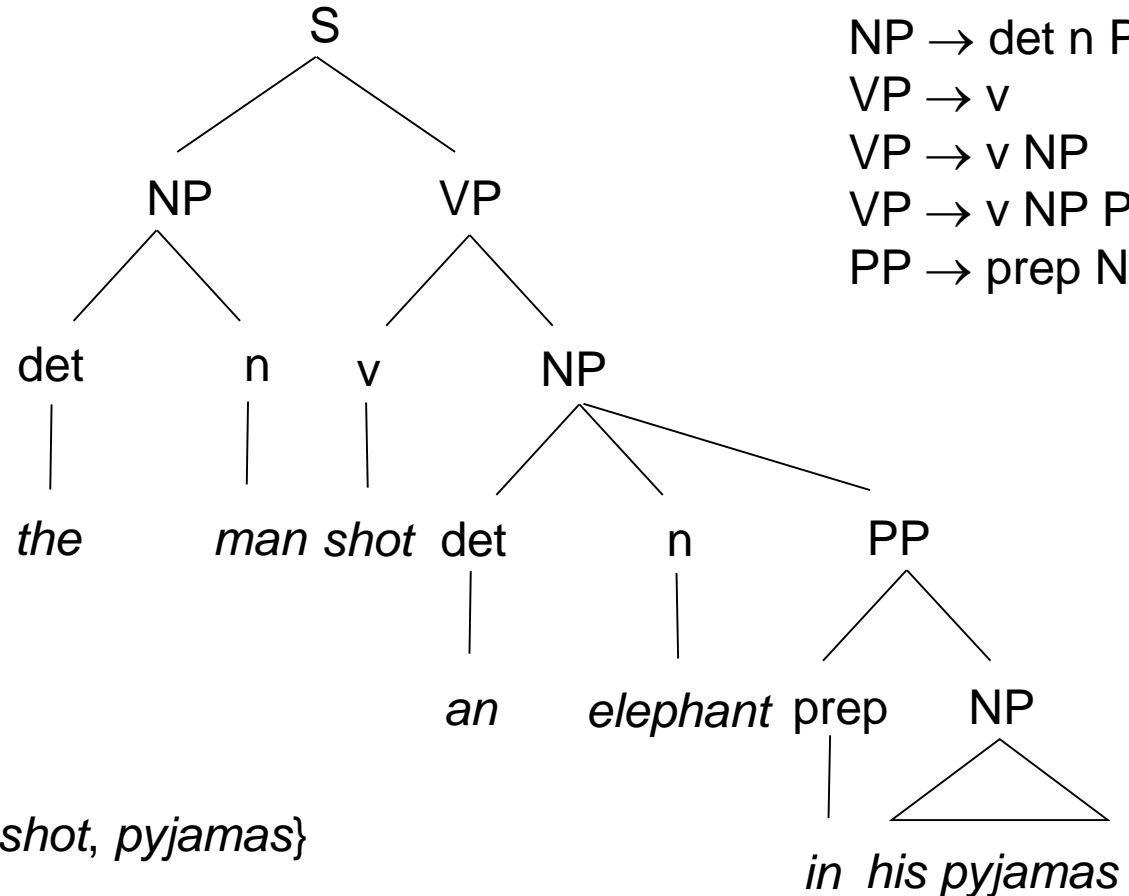 S
NP → det n P
NP VP
VP → v
VP → v NP
VP → v NP P
PP → prep N
det n v NP
the man shot det n PP
an elephant prep NP
shot, pyjamas}
in his pyjamas